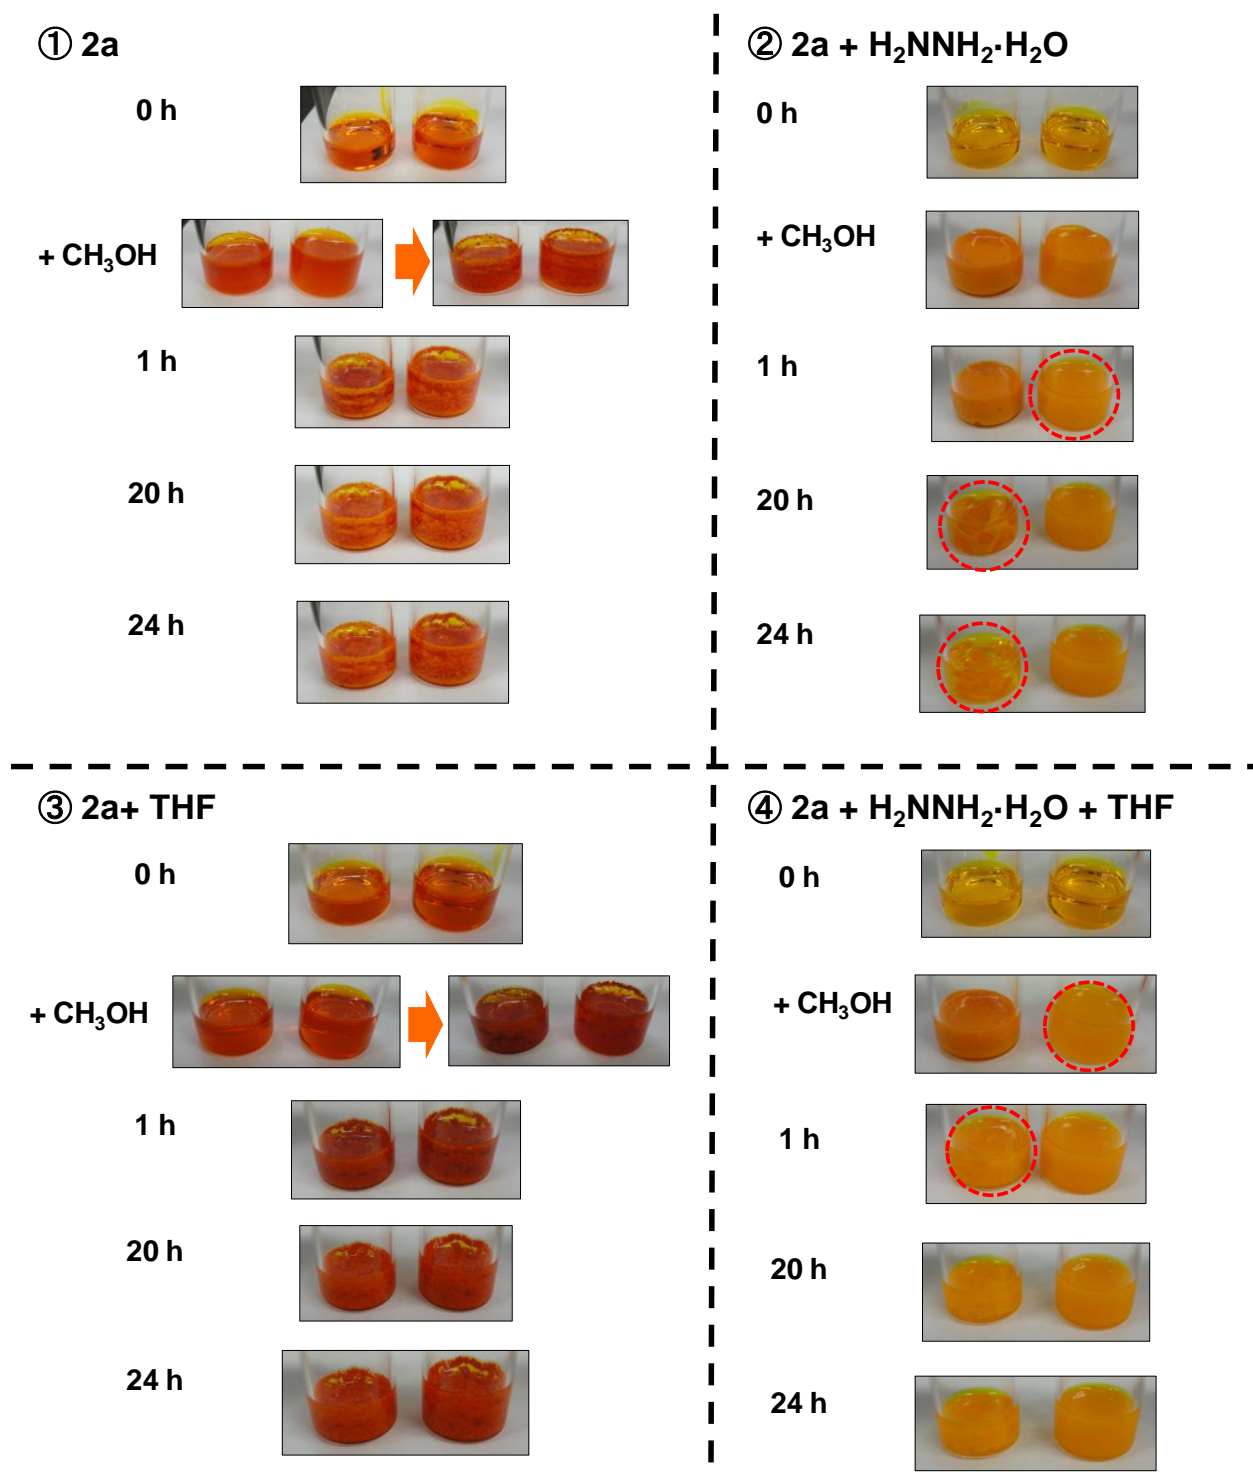 ① 2a
0 h
+ CH₃OH
1 h
20 h
24 h
② 2a + H₂NNH₂·H₂O
0 h
+ CH₃OH
1 h
20 h
24 h
③ 2a+ THF
0 h
+ CH₃OH
1 h
20 h
24 h
④ 2a + H₂NNH₂·H₂O + THF
0 h
+ CH₃OH
1 h
20 h
24 h